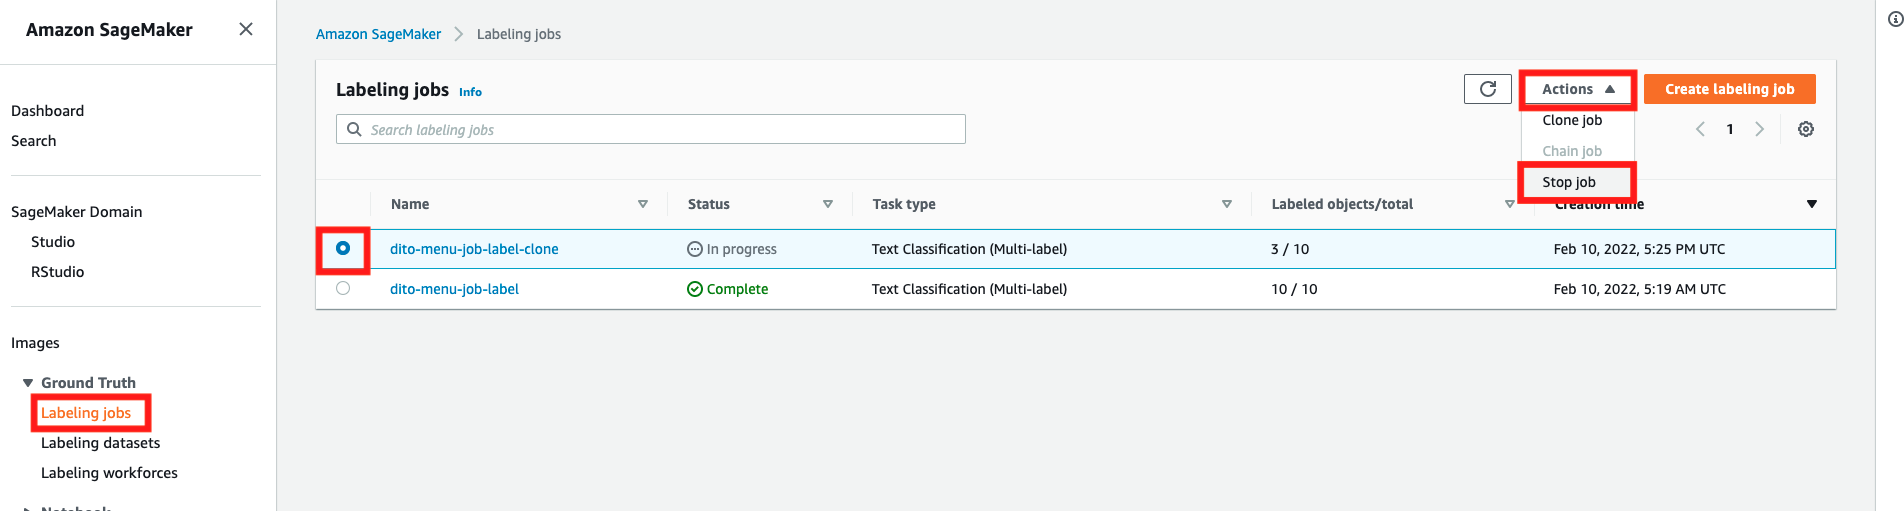 Amazon SageMaker
Dashboard
Search
SageMaker Domain
Studio
RStudio
Images
Ground Truth
Labeling jobs
Labeling datasets
Labeling workforces
Notebook
Amazon SageMaker > Labeling jobs
Labeling jobs Info
Actions
Create labeling job
Search labeling jobs
1
Clone job
Chain job
Stop job
Name Status Task type Labeled objects/total Creation time
dito-menu-job-label-clone In progress Text Classification (Multi-label) 3 / 10 Feb 10, 2022, 5:25 PM UTC
dito-menu-job-label Complete Text Classification (Multi-label) 10 / 10 Feb 10, 2022, 5:19 AM UTC